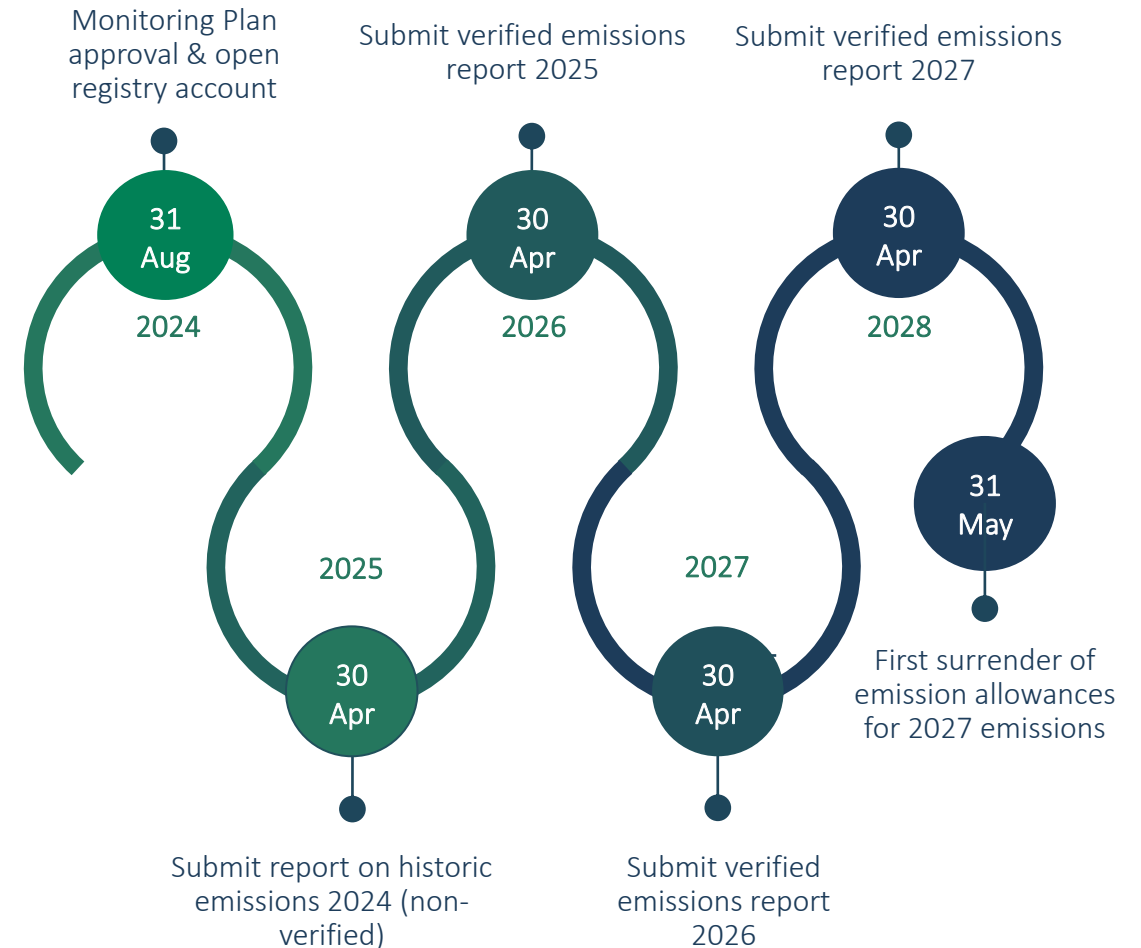 Monitoring Plan
approval & open
registry account
31
Aug
2024
30
Apr
2025
Submit report on historic
emissions 2024 (non-
verified)
Submit verified emissions
report 2025
30
Apr
2026
30
Apr
2027
Submit verified
emissions report
2026
Submit verified emissions
report 2027
30
Apr
2028
31
May
First surrender of
emission allowances
for 2027 emissions